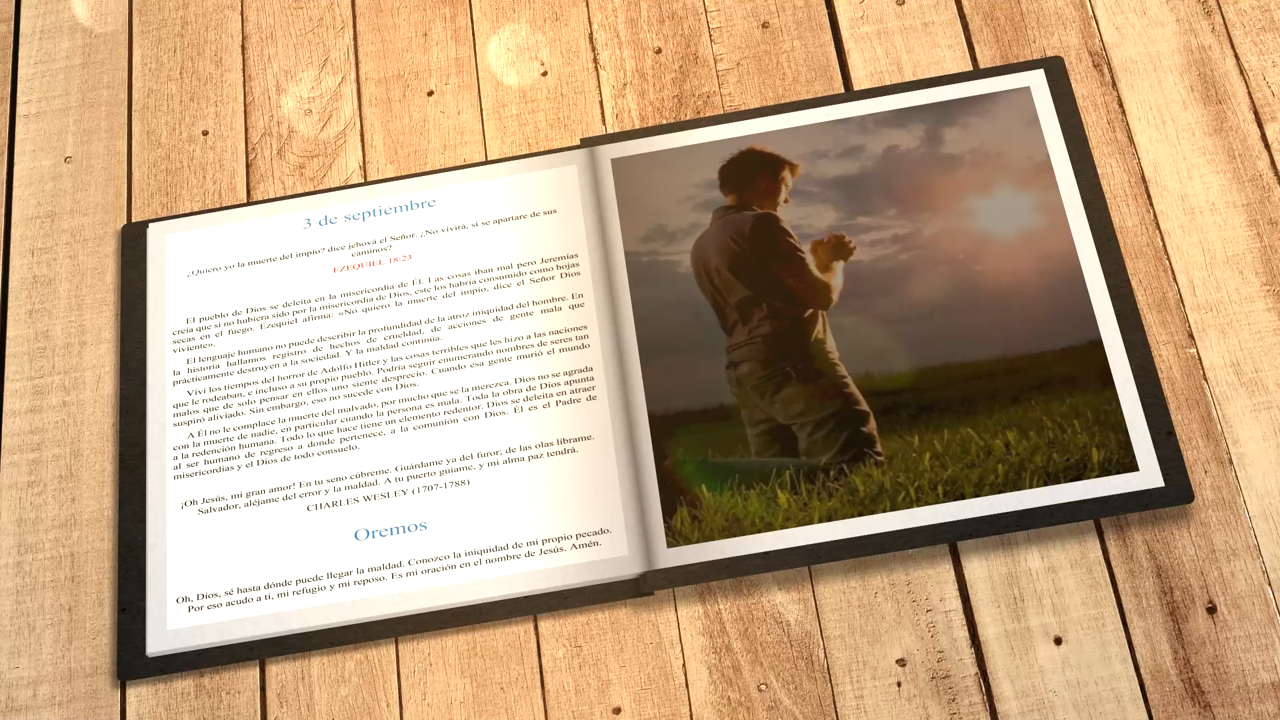 3 de septiembre
¿Quiero yo la muerte del impio? dice jehová el Señor. ¿No vivirá, si se apartare de sus
caminos?
EZEQUIEL 18:23
El pueblo de Dios se deleita en la misericordia de Él. Las cosas iban mal pero Jeremías
creía que si no hubiera sido por la misericordia de Dios, este los habría consumido como hojas
secas en el fuego. Ezequiel afirma: «No quiero la muerte del impío, dice el Señor Dios
viviente».
El lenguaje humano no puede describir la profundidad de la atroz iniquidad del hombre. En
la historia hallamos registro de hechos de crueldad, de acciones de gente mala que
prácticamente destruyen a la sociedad. Y la maldad continúa.
Viví los tiempos del horror de Adolfo Hitler y las cosas terribles que les hizo a las naciones
que le rodeaban, e incluso a su propio pueblo. Podría seguir enumerando nombres de seres tan
malos que de solo pensar en ellos uno siente desprecio. Cuando esa gente murió el mundo
suspiró aliviado. Sin embargo, eso no sucede con Dios.
A Él no le complace la muerte del malvado, por mucho que se la merezca. Dios no se agrada
con la muerte de nadie, en particular cuando la persona es mala. Toda la obra de Dios apunta
a la redención humana. Todo lo que hace tiene un elemento redentor. Dios se deleita en atraer
al ser humano de regreso a donde pertenece, a la comunión con Dios. Él es el Padre de
misericordias y el Dios de todo consuelo.
¡Oh Jesús, mi gran amor! En tu seno cúbreme. Guárdame ya del furor; de las olas líbrame.
Salvador, aléjame del error y la maldad. A tu puerto guíame, y mi alma paz tendrá.
CHARLES WESLEY (1707-1788)
Oremos
Oh, Dios, sé hasta dónde puede llegar la maldad. Conozco la iniquidad de mi propio pecado.
Por eso acudo a ti, mi refugio y mi reposo. Es mi oración en el nombre de Jesús. Amén.